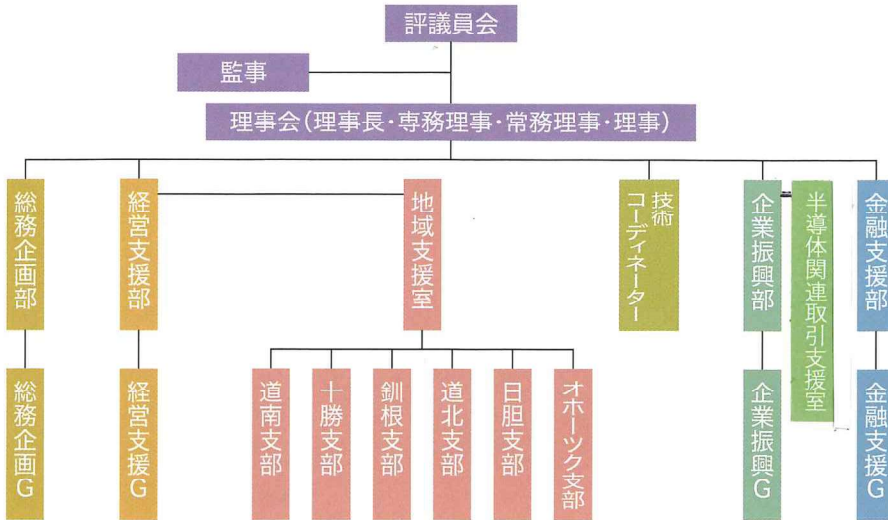 評議員会
監事
理事会(理事長・専務理事・常務理事・理事)
総務企画部
経営支援部
地域支援室
技術
コーディネーター
企業振興部
半導体関連取引支援室
金融支援部
総務企画G
経営支援G
道南支部
十勝支部
釧根支部
道北支部
日胆支部
オホーツク支部
企業振興G
金融支援G